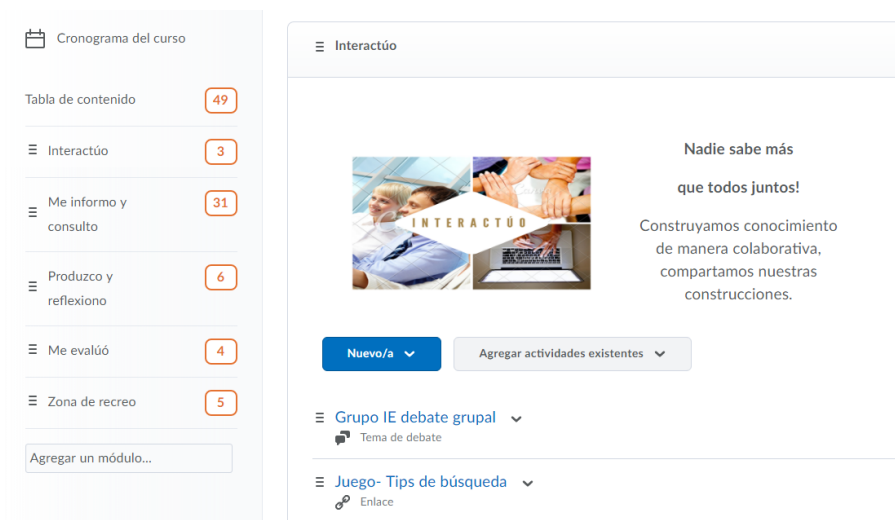 Cronograma del curso
Tabla de contenido 49
Interactúo 3
Me informo y
consulto
31
Produzco y
reflexiono
6
Me evalúó 4
Zona de recreo 5
Agregar un módulo...
Interactúo
INTERACTÚO
Nadie sabe más
que todos juntos!
Construyamos conocimiento
de manera colaborativa,
compartamos nuestras
construcciones.
Nuevo/a
Agregar actividades existentes
Grupo IE debate grupal
Tema de debate
Juego- Tips de búsqueda
Enlace